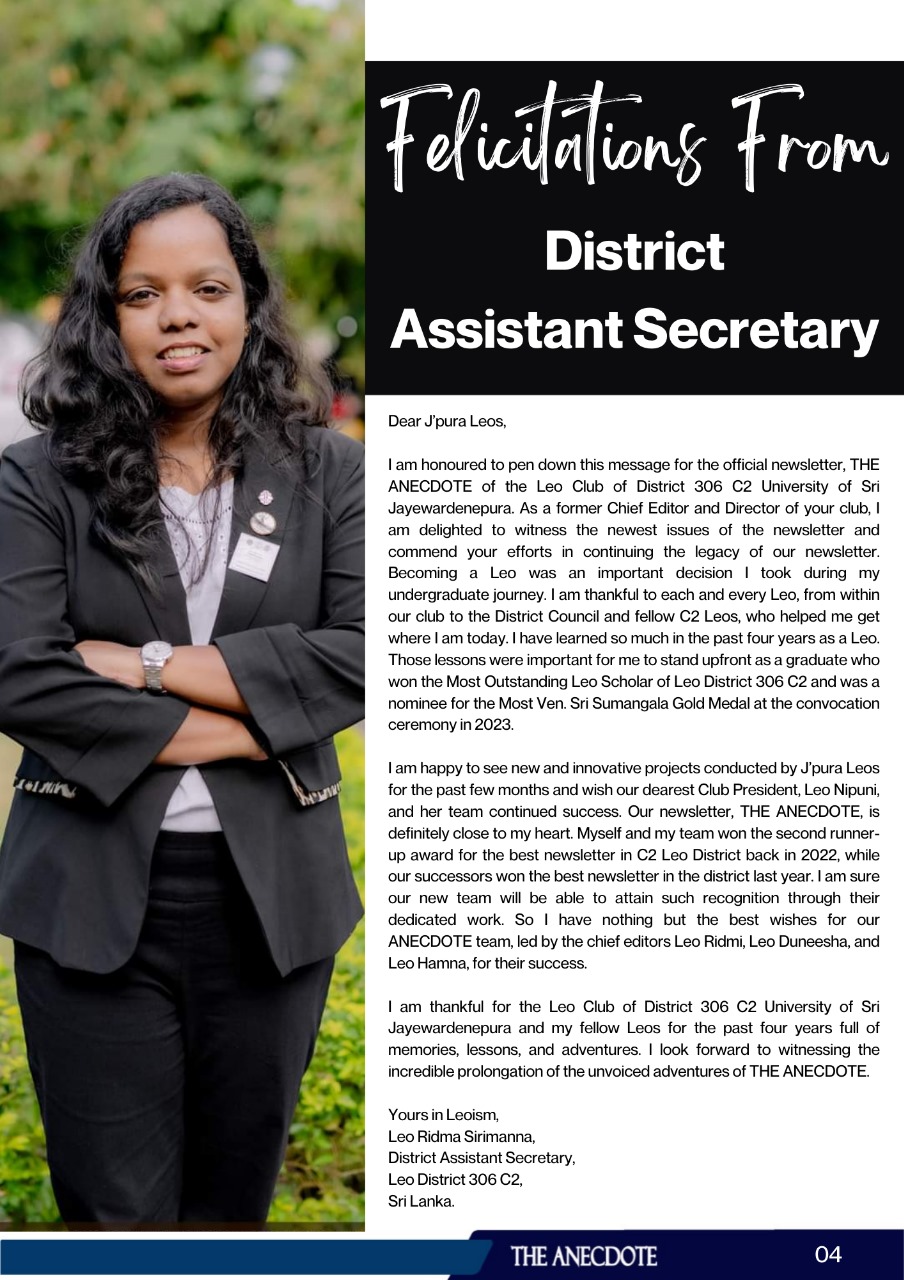 Felicitations From
District
Assistant Secretary
Dear J'pura Leos,
I am honoured to pen down this message for the official newsletter, THE
ANECDOTE of the Leo Club of District 306 C2 University of Sri
Jayewardenepura. As a former Chief Editor and Director of your club, I
am delighted to witness the newest issues of the newsletter and
commend your efforts in continuing the legacy of our newsletter.
Becoming a Leo was an important decision I took during my
undergraduate journey. I am thankful to each and every Leo, from within
our club to the District Council and fellow C2 Leos, who helped me get
where I am today. I have learned so much in the past four years as a Leo.
Those lessons were important for me to stand upfront as a graduate who
won the Most Outstanding Leo Scholar of Leo District 306 C2 and was a
nominee for the Most Ven. Sri Sumangala Gold Medal at the convocation
ceremony in 2023.
I am happy to see new and innovative projects conducted by J'pura Leos
for the past few months and wish our dearest Club President, Leo Nipuni,
and her team continued success. Our newsletter, THE ANECDOTE, is
definitely close to my heart. Myself and my team won the second runner-
up award for the best newsletter in C2 Leo District back in 2022, while
our successors won the best newsletter in the district last year. I am sure
our new team will be able to attain such recognition through their
dedicated work. So I have nothing but the best wishes for our
ANECDOTE team, led by the chief editors Leo Ridmi, Leo Duneesha, and
Leo Hamna, for their success.
I am thankful for the Leo Club of District 306 C2 University of Sri
Jayewardenepura and my fellow Leos for the past four years full of
memories, lessons, and adventures. I look forward to witnessing the
incredible prolongation of the unvoiced adventures of THE ANECDOTE.
Yours in Leoism,
Leo Ridma Sirimanna,
District Assistant Secretary,
Leo District 306 C2,
Sri Lanka.
THE ANECDOTE
04